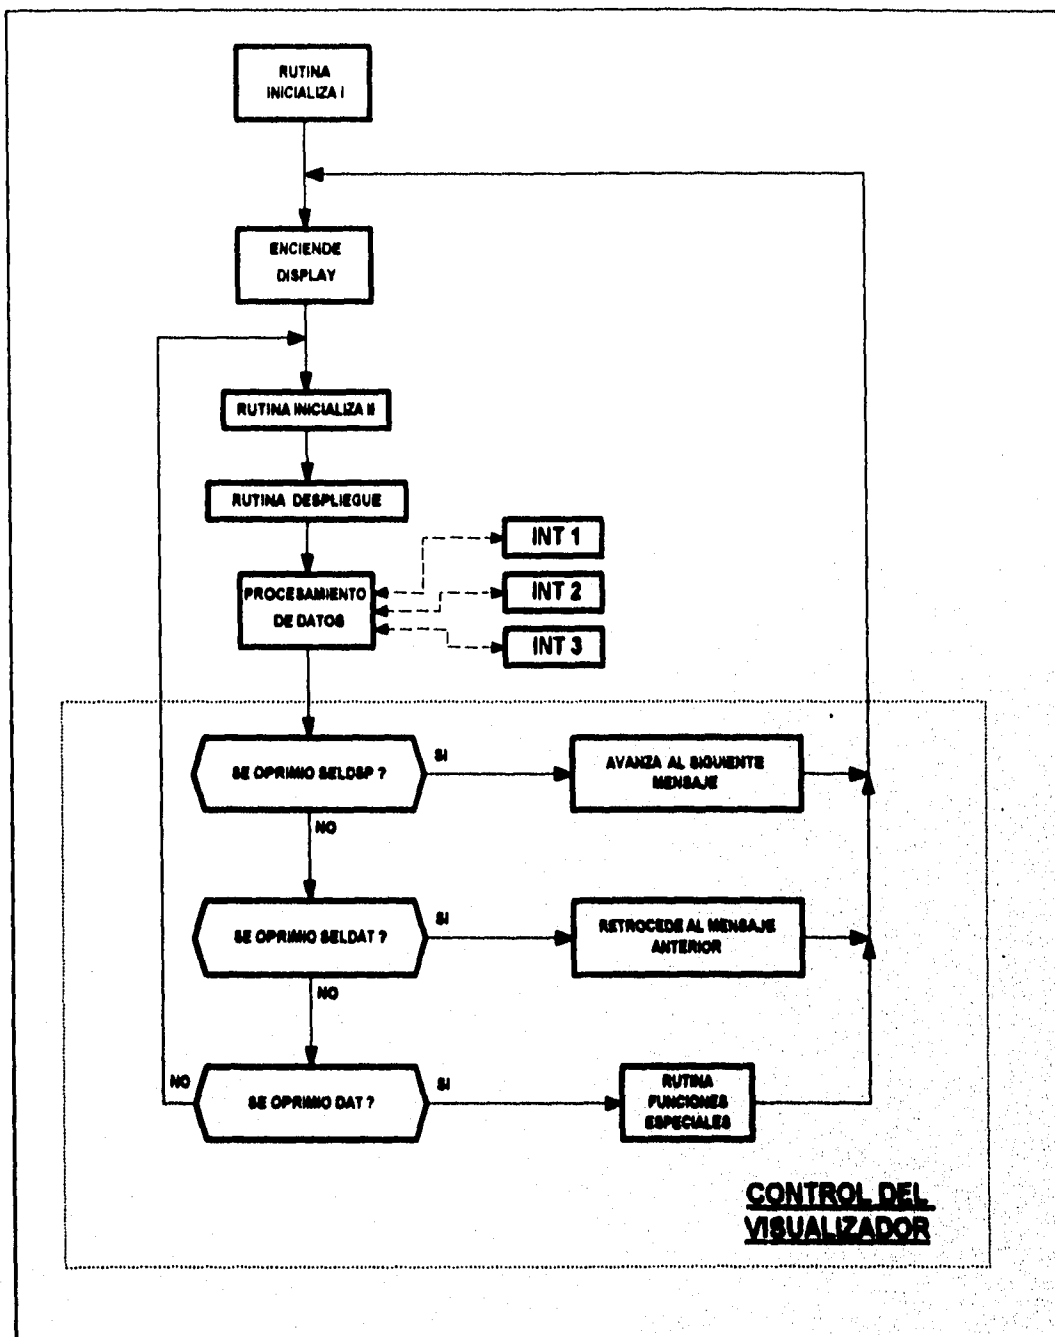 RUTINA
INICIALIZA I
ENCIENDE
DISPLAY
RUTINA INICIALIZA II
RUTINA DESPLIEGUE
PROCESAMIENTO
DE DATOS
INT 1
INT 2
INT 3
SE OPRIMIO SELDSP ?
SI
AVANZA AL SIGUIENTE
MENSAJE
NO
SE OPRIMIO SELDAT ?
SI
RETROCEDE AL MENSAJE
ANTERIOR
NO
NO
SE OPRIMIO DAT ?
SI
RUTINA
FUNCIONES
ESPECIALES
CONTROL DEL
VISUALIZADOR